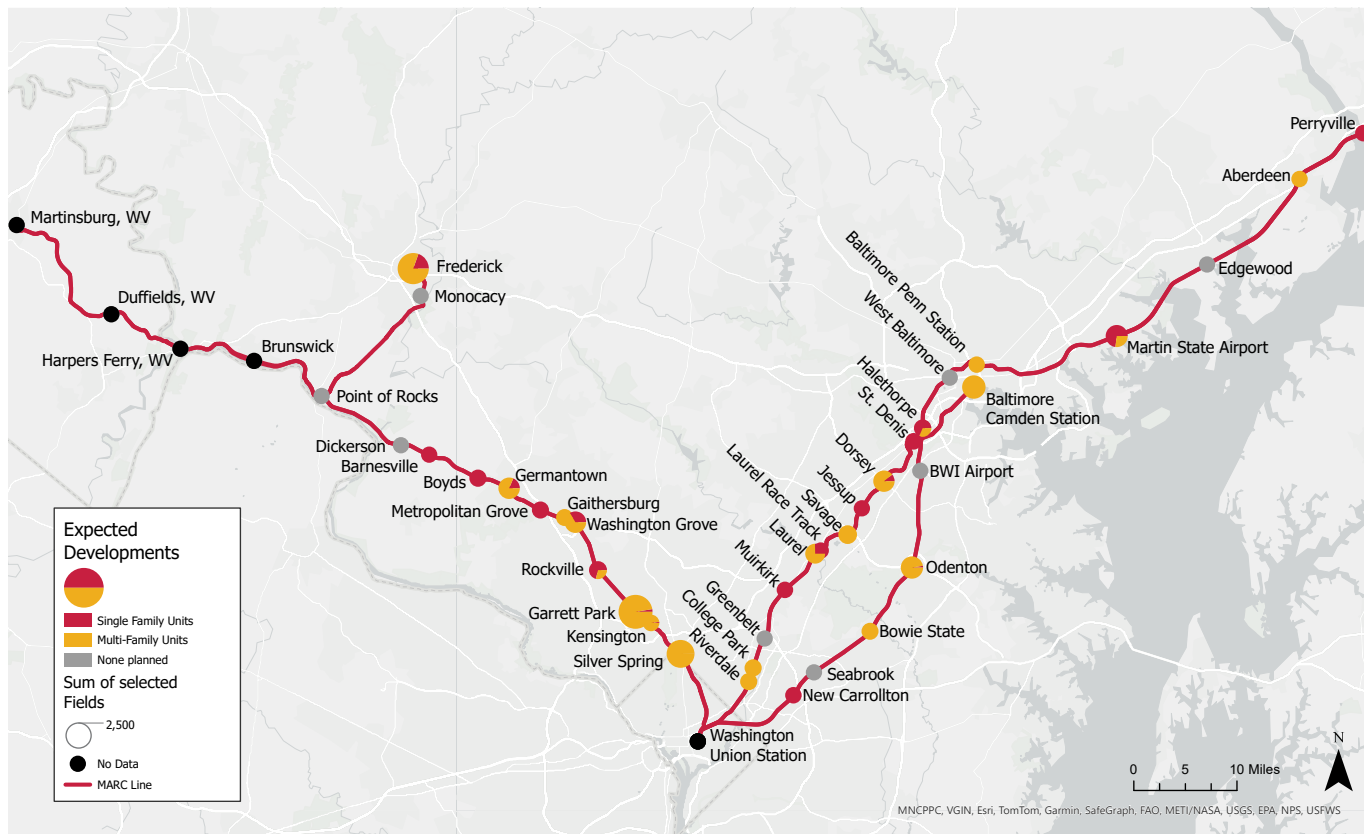 Perryville
Aberdeen
Edgewood
Martin State Airport
Baltimore Penn Station
West Baltimore
Baltimore
Camden Station
Halethorpe
St. Denis
BWI Airport
Dorsey
Jessup
Savage
Laurel Race Track
Laurel
Muirkirk
Greenbelt
College Park
Riverdale
Odenton
Bowie State
Seabrook
New Carrollton
Washington
Union Station
Martinsburg, WV
Duffields, WV
Harpers Ferry, WV
Brunswick
Frederick
Monocacy
Point of Rocks
Dickerson
Barnesville
Boyds
Germantown
Metropolitan Grove
Gaithersburg
Washington Grove
Rockville
Garrett Park
Kensington
Silver Spring
Expected
Developments
Single Family Units
Multi-Family Units
None planned
Sum of selected
Fields
2,500
No Data
MARC Line
N
0 5 10 Miles
MNCPPC, VGIN, Esri, TomTom, Garmin, SafeGraph, FAO, METI/NASA, USGS, EPA, NPS, USFWS